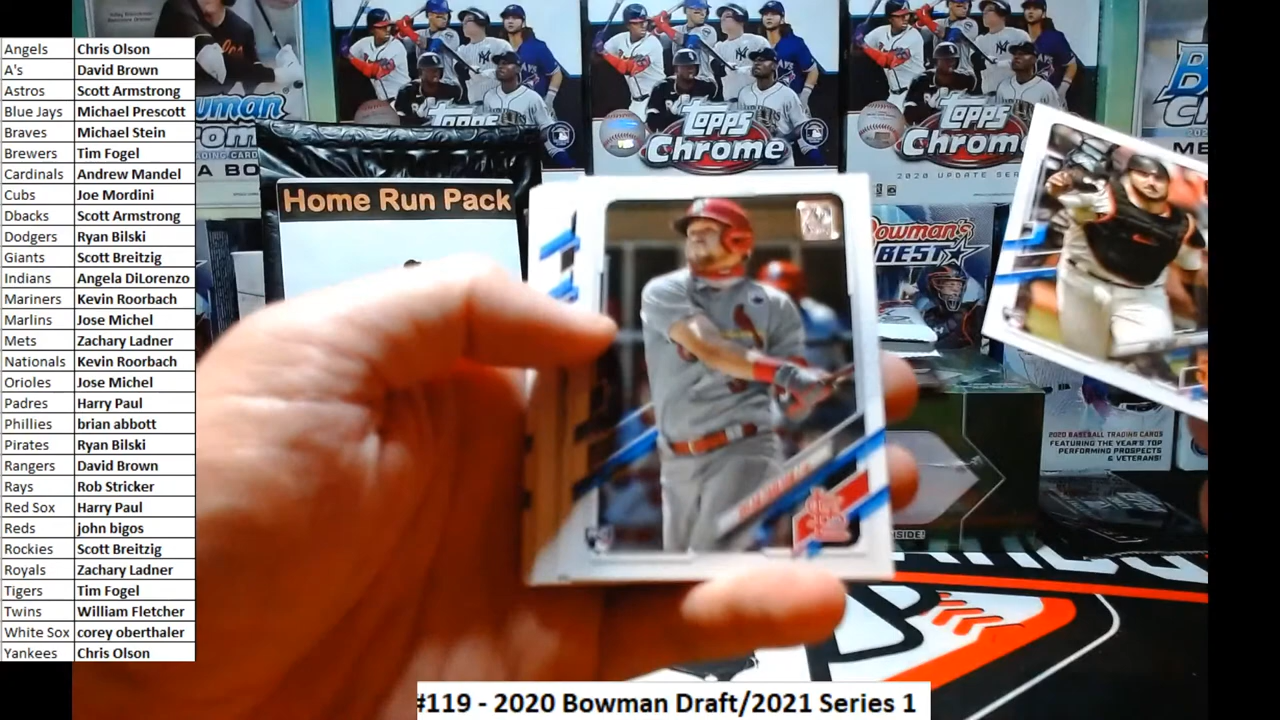 Angels Chris Olson
A's David Brown
Astros Scott Armstrong
Blue Jays Michael Prescott
Braves Michael Stein
Brewers Tim Fogel
Cardinals Andrew Mandel
Cubs Joe Mordini
Dbacks Scott Armstrong
Dodgers Ryan Bilski
Giants Scott Breitzig
Indians Angela DiLorenzo
Mariners Kevin Roorbach
Marlins Jose Michel
Mets Zachary Ladner
Nationals Kevin Roorbach
Orioles Jose Michel
Padres Harry Paul
Phillies brian abbott
Pirates Ryan Bilski
Rangers David Brown
Rays Rob Stricker
Red Sox Harry Paul
Reds john bigos
Rockies Scott Breitzig
Royals Zachary Ladner
Tigers Tim Fogel
Twins William Fletcher
White Sox corey oberthaler
Yankees Chris Olson
Topps
Chrome
Topps
Chrome
2020 UPDATE SERIES
Home Run Pack
Bowman's
BEST
2020 BASEBALL TRADING CARDS
FEATURING THE YEAR'S TOP
PERFORMING PROSPECTS
& VETERANS!
#119 - 2020 Bowman Draft/2021 Series 1